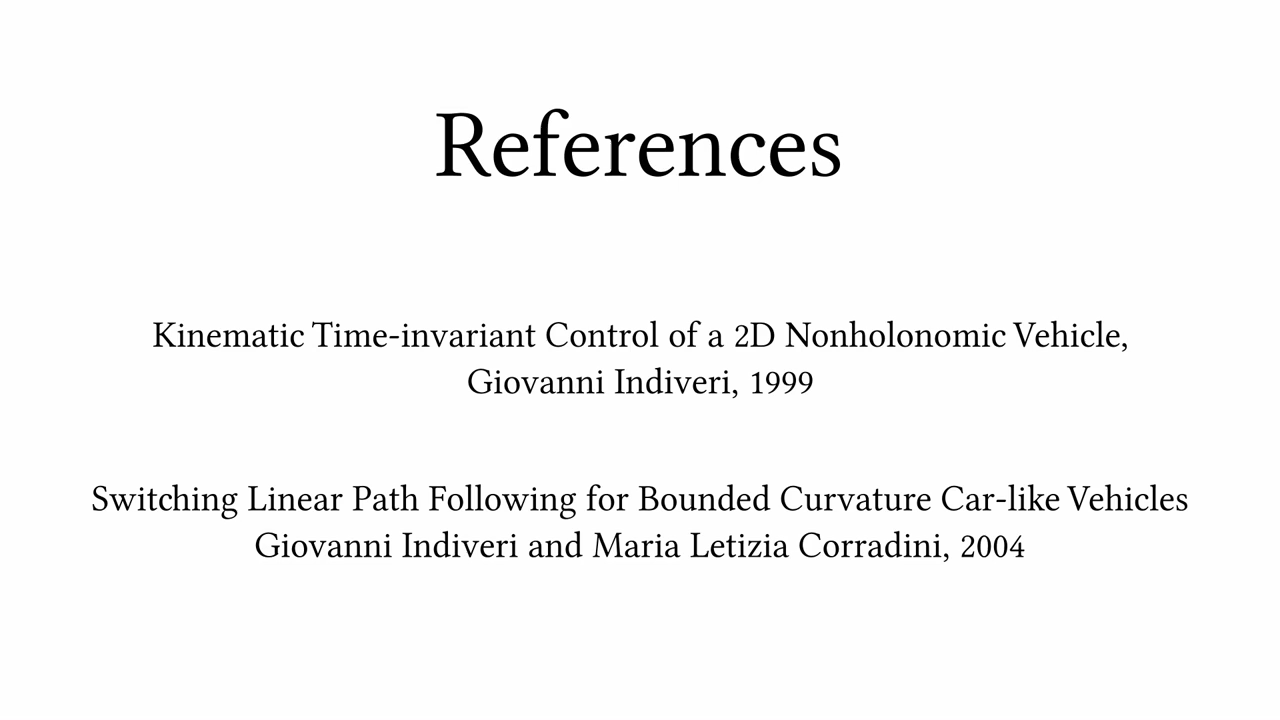 References
Kinematic Time-invariant Control of a 2D Nonholonomic Vehicle,
Giovanni Indiveri, 1999
Switching Linear Path Following for Bounded Curvature Car-like Vehicles
Giovanni Indiveri and Maria Letizia Corradini, 2004